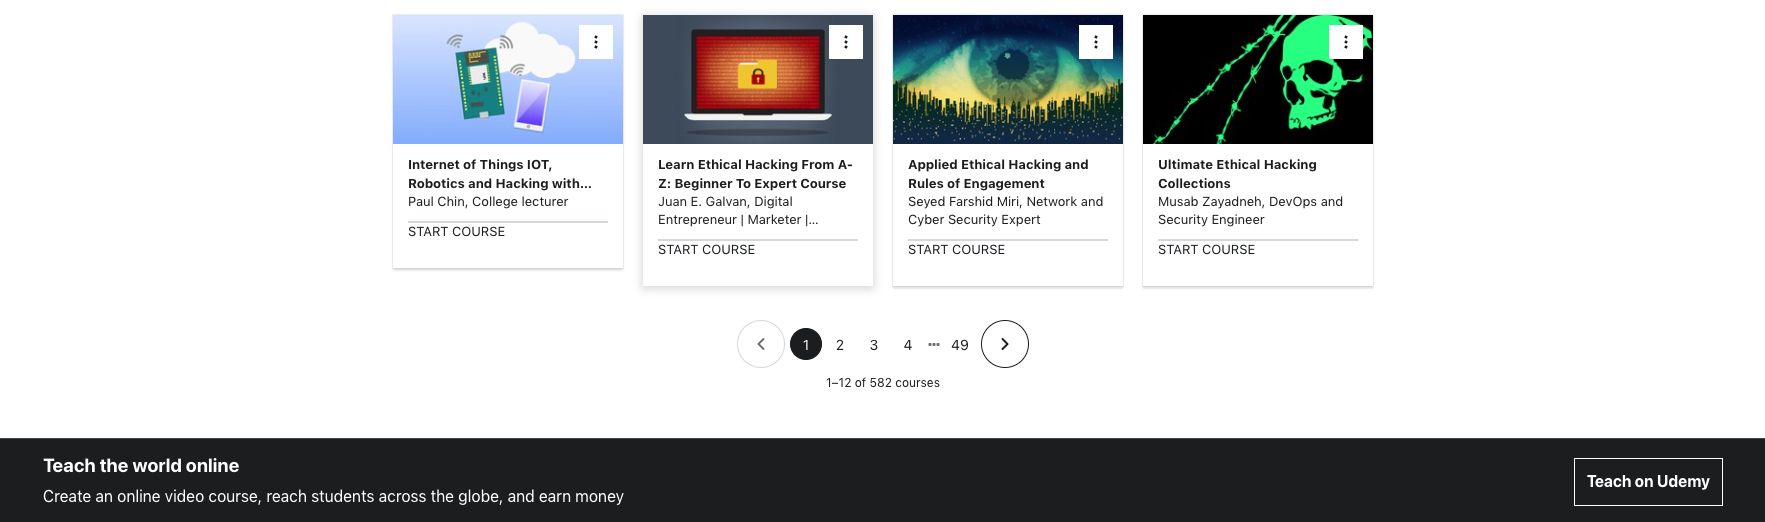 Internet of Things IOT,
Robotics and Hacking with...
Paul Chin, College lecturer
START COURSE
Learn Ethical Hacking From A-
Z: Beginner To Expert Course
Juan E. Galvan, Digital
Entrepreneur | Marketer |...
START COURSE
Applied Ethical Hacking and
Rules of Engagement
Seyed Farshid Miri, Network and
Cyber Security Expert
START COURSE
Ultimate Ethical Hacking
Collections
Musab Zayadneh, DevOps and
Security Engineer
START COURSE
1 2 3 4 ... 49
1–12 of 582 courses
Teach the world online
Create an online video course, reach students across the globe, and earn money
Teach on Udemy